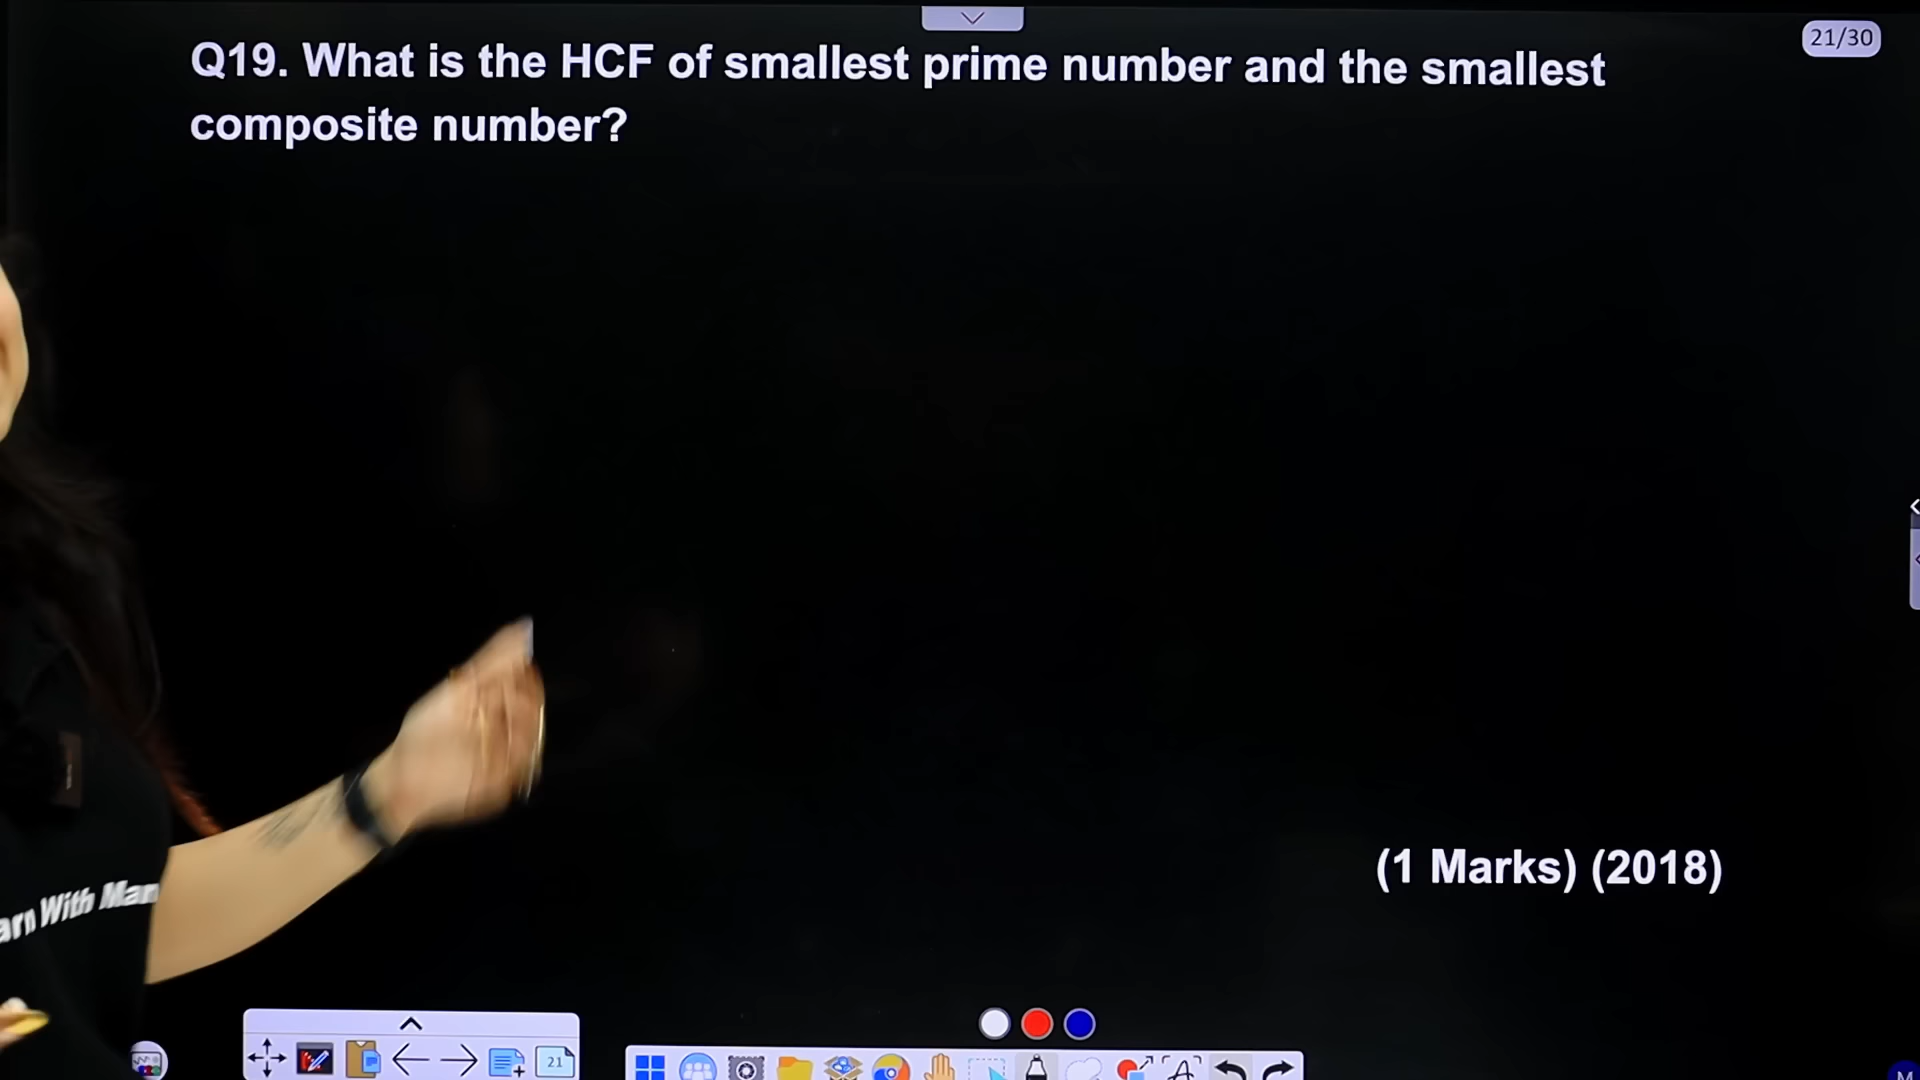 21/30
Q19. What is the HCF of smallest prime number and the smallest
composite number?
(1 Marks) (2018)
arn With Man
21
M